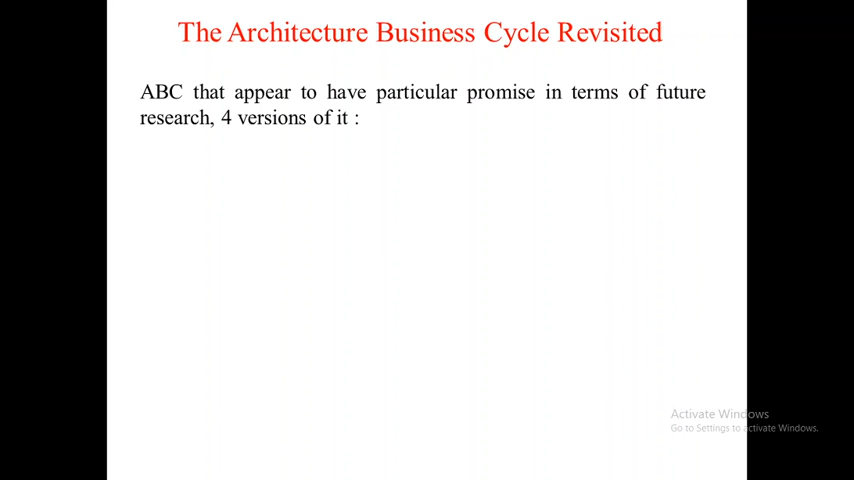 The Architecture Business Cycle Revisited
ABC that appear to have particular promise in terms of future
research, 4 versions of it :
Activate Windows
Go to Settings to activate Windows.